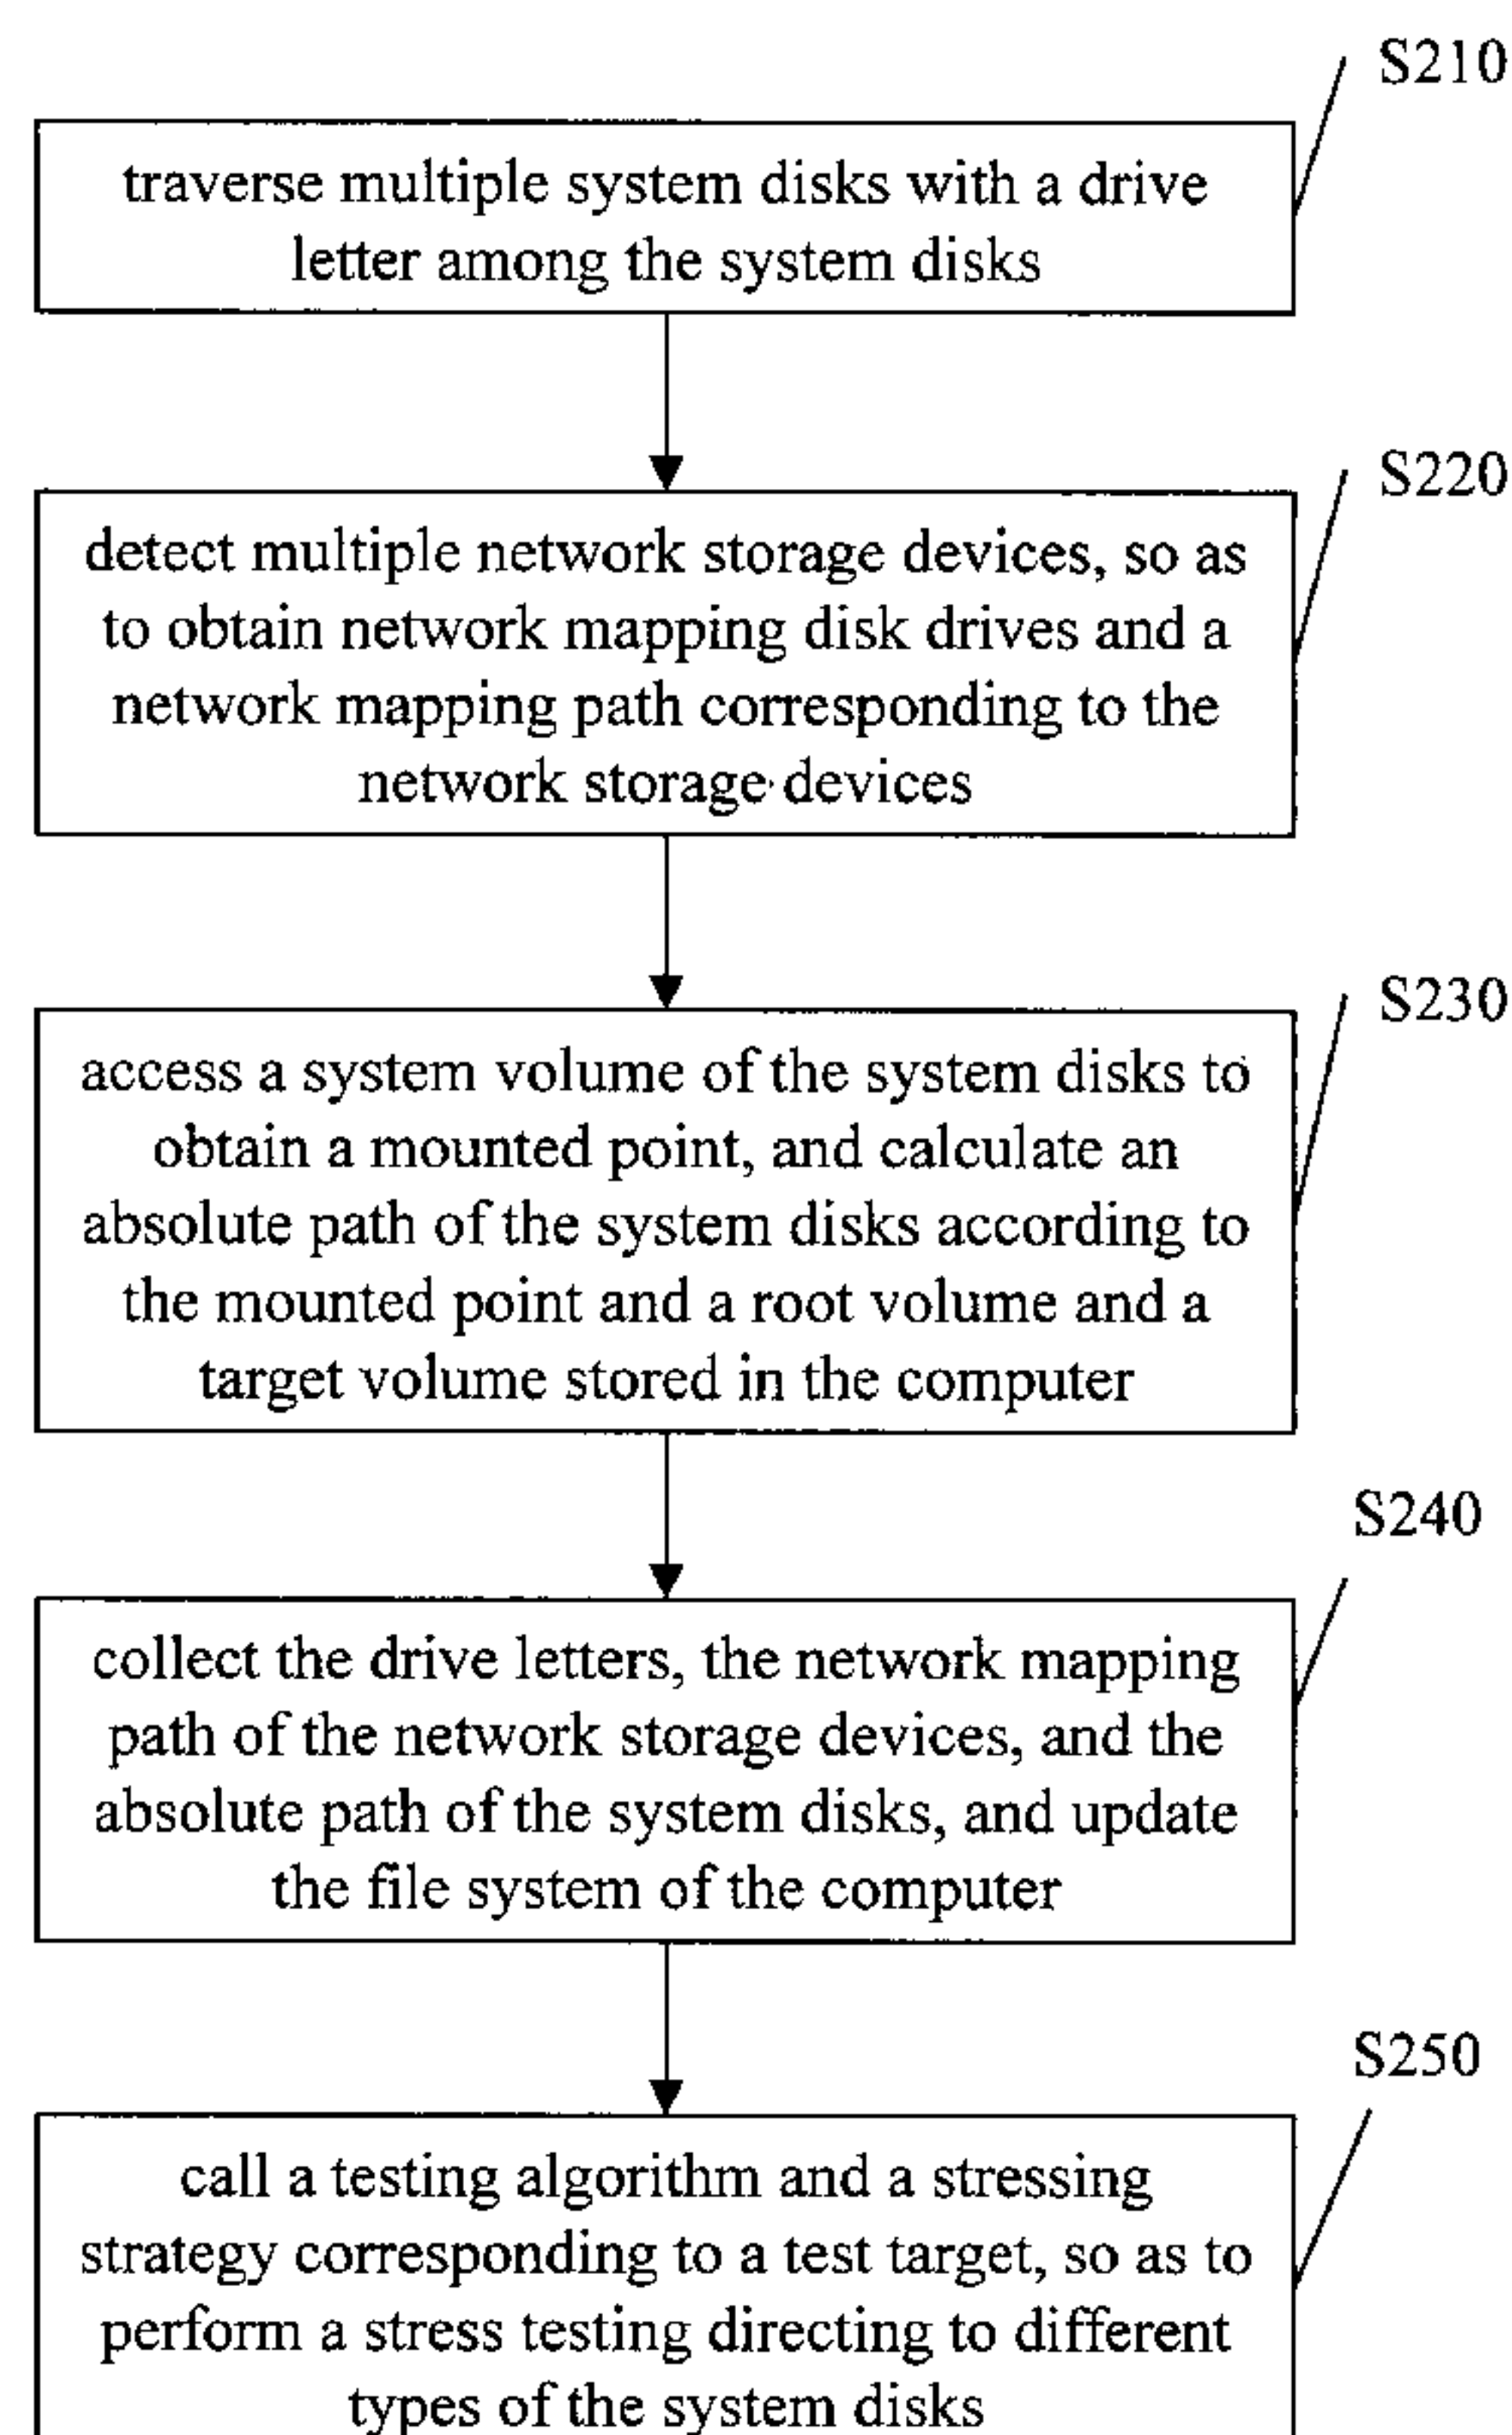 S210
traverse multiple system disks with a drive
letter among the system disks
S220
detect multiple network storage devices, so as
to obtain network mapping disk drives and a
network mapping path corresponding to the
network storage devices
S230
access a system volume of the system disks to
obtain a mounted point, and calculate an
absolute path of the system disks according to
the mounted point and a root volume and a
target volume stored in the computer
S240
collect the drive letters, the network mapping
path of the network storage devices, and the
absolute path of the system disks, and update
the file system of the computer
S250
call a testing algorithm and a stressing
strategy corresponding to a test target, so as to
perform a stress testing directing to different
types of the system disks